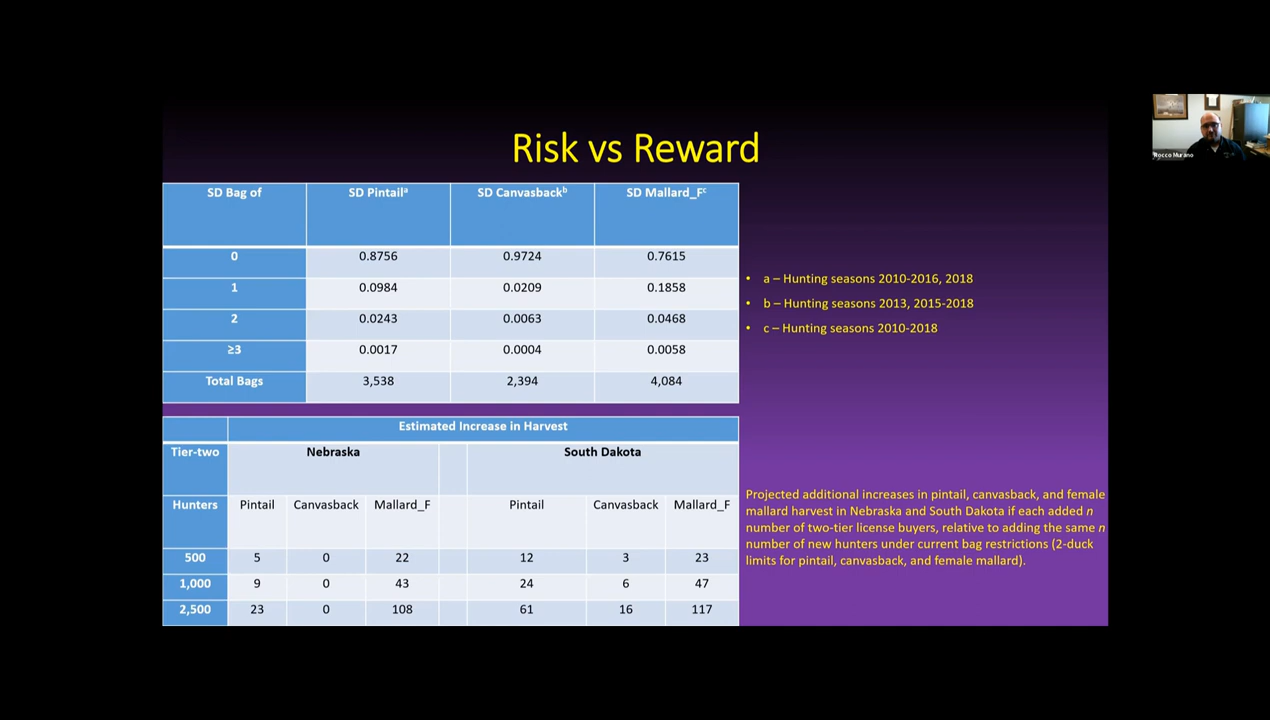 Risk vs Reward
SD Bag of SD Pintailᵃ SD Canvasbackᵇ SD Mallard_Fᶜ
0 0.8756 0.9724 0.7615
1 0.0984 0.0209 0.1858
2 0.0243 0.0063 0.0468
≥3 0.0017 0.0004 0.0058
Total Bags 3,538 2,394 4,084
• a – Hunting seasons 2010-2016, 2018
• b – Hunting seasons 2013, 2015-2018
• c – Hunting seasons 2010-2018
Estimated Increase in Harvest
Tier-two Nebraska South Dakota
Hunters Pintail Canvasback Mallard_F Pintail Canvasback Mallard_F
500 5 0 22 12 3 23
1,000 9 0 43 24 6 47
2,500 23 0 108 61 16 117
Projected additional increases in pintail, canvasback, and female
mallard harvest in Nebraska and South Dakota if each added n
number of two-tier license buyers, relative to adding the same n
number of new hunters under current bag restrictions (2-duck
limits for pintail, canvasback, and female mallard).
Rocco Murano